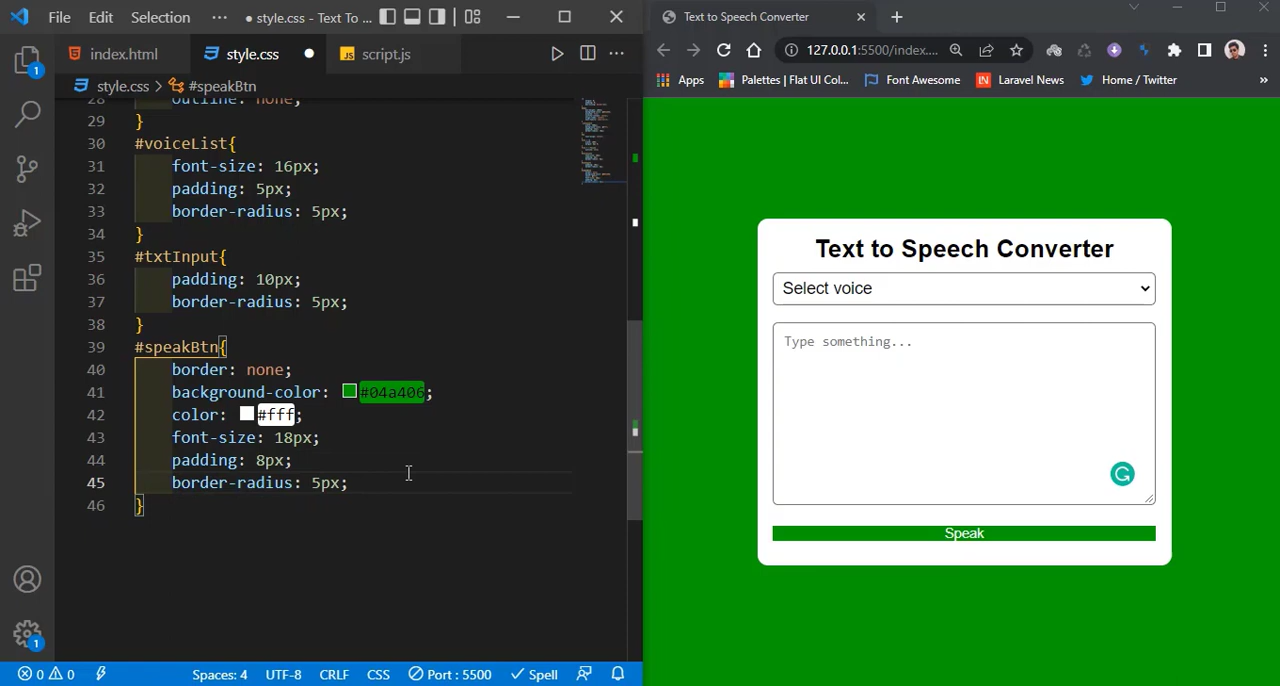 File Edit Selection ··· ● style.css - Text To ...
index.html style.css ● script.js ···
style.css > #speakBtn
28 outline: none;
29 }
30 #voiceList{
31 font-size: 16px;
32 padding: 5px;
33 border-radius: 5px;
34 }
35 #txtInput{
36 padding: 10px;
37 border-radius: 5px;
38 }
39 #speakBtn{
40 border: none;
41 background-color: #04a406;
42 color: #fff;
43 font-size: 18px;
44 padding: 8px;
45 border-radius: 5px;
46 }
1
1
0 0 Spaces: 4 UTF-8 CRLF CSS Port : 5500 Spell
Text to Speech Converter
127.0.0.1:5500/index....
Apps Palettes | Flat UI Col... Font Awesome IN Laravel News Home / Twitter »
Text to Speech Converter
Select voice
Type something...
G
Speak